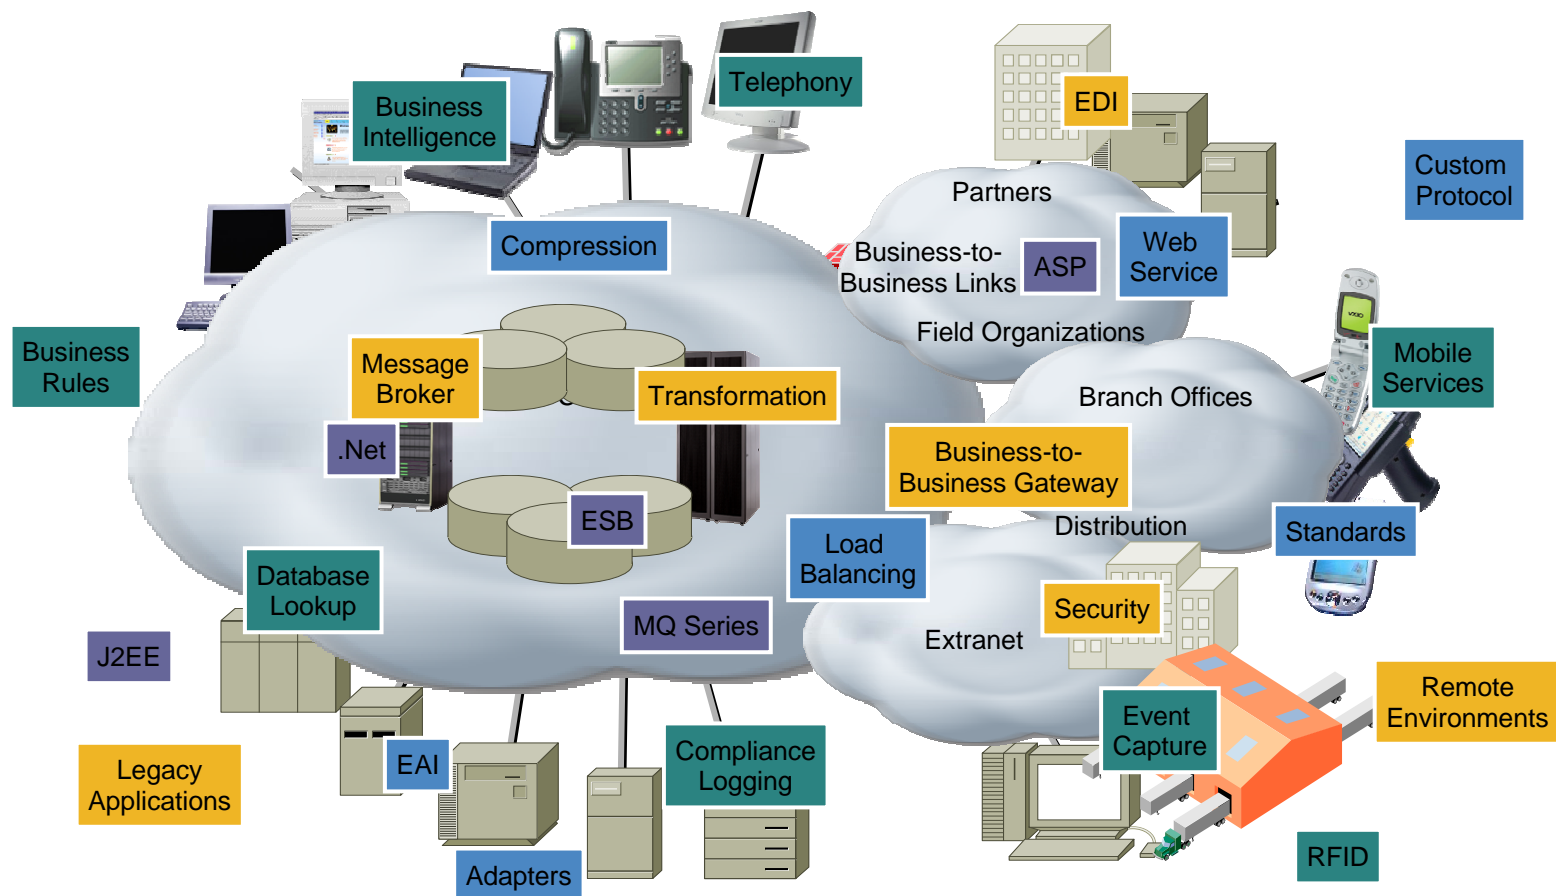 Telephony
Business
Intelligence
EDI
Custom
Protocol
Partners
Compression
Business-to-
Business Links
ASP
Web
Service
Field Organizations
Business
Rules
Message
Broker
Transformation
Mobile
Services
Branch Offices
.Net
Business-to-
Business Gateway
ESB
Distribution
Standards
Load
Balancing
Database
Lookup
Security
MQ Series
Extranet
J2EE
Remote
Environments
Event
Capture
Compliance
Logging
EAI
Legacy
Applications
Adapters
RFID